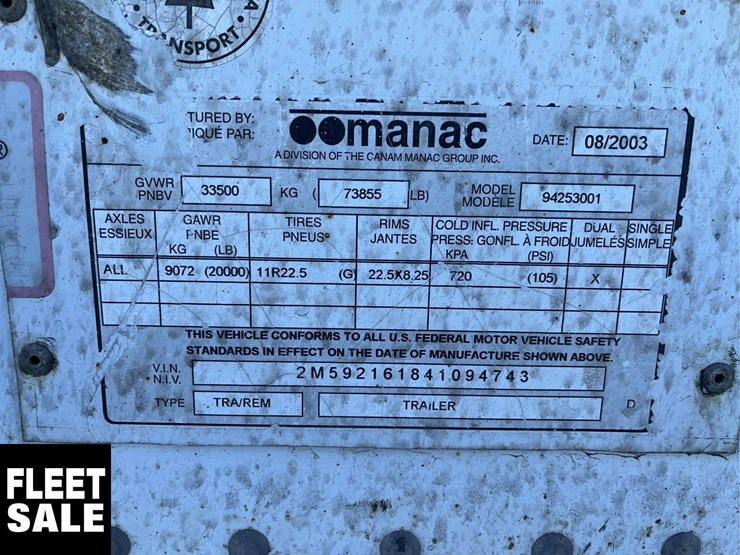 TRANSPORT
TURED BY:
IQUÉ PAR:
manac
A DIVISION OF THE CANAM MANAC GROUP INC.
DATE: 08/2003
GVWR
PNBV 33500 KG (73855 LB)
MODEL
MODÈLE 94253001
AXLES
ESSIEUX
GAWR
PNBE
KG (LB)
TIRES
PNEUS
RIMS
JANTES
COLD INFL. PRESSURE
PRESS. GONFL. À FROID
KPA (PSI)
DUAL
JUMELÉS
SINGLE
SIMPLE
ALL 9072 (20000) 11R22.5 (G) 22.5X8.25 720 (105) X
THIS VEHICLE CONFORMS TO ALL U.S. FEDERAL MOTOR VEHICLE SAFETY
STANDARDS IN EFFECT ON THE DATE OF MANUFACTURE SHOWN ABOVE.
V.I.N.
N.I.V. 2M592161841094743
TYPE TRA/REM TRAILER D
®
FLEET
SALE